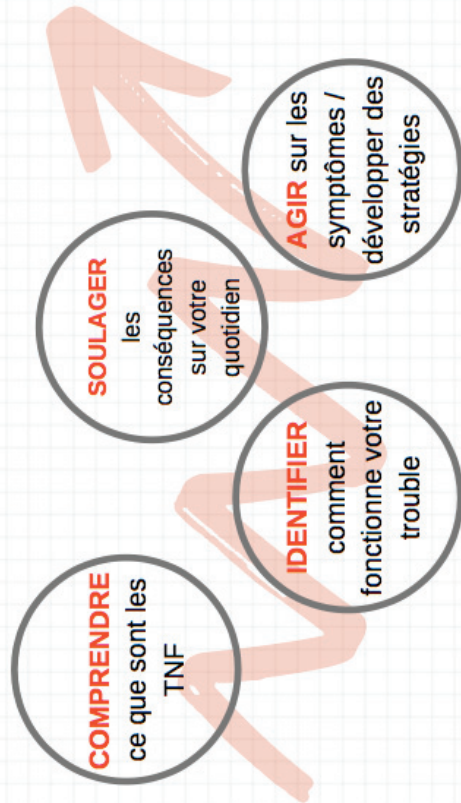 COMPRENDRE
ce que sont les
TNF
IDENTIFIER
comment
fonctionne votre
trouble
SOULAGER
les
conséquences
sur votre
quotidien
AGIR sur les
symptômes /
développer des
stratégies